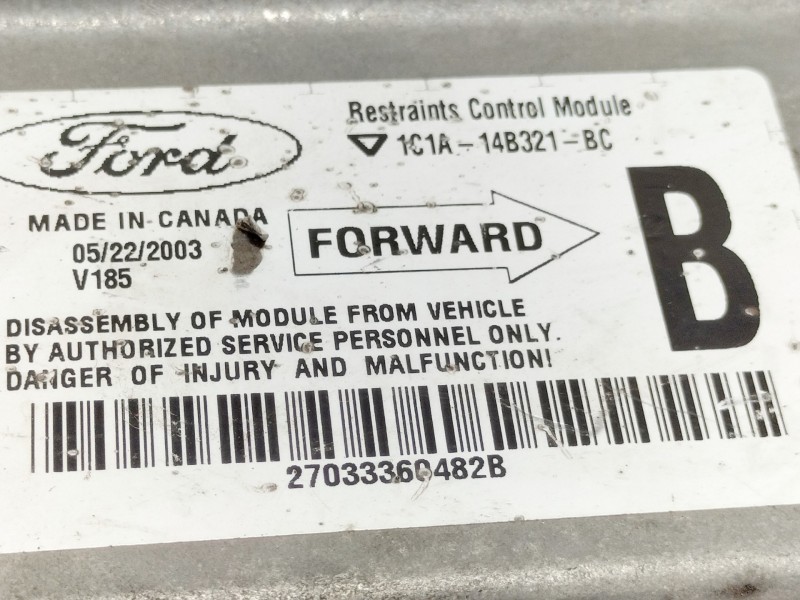 Ford
Restraints Control Module
1C1A-14B321-BC
MADE IN CANADA
05/22/2003
V185
FORWARD
B
DISASSEMBLY OF MODULE FROM VEHICLE
BY AUTHORIZED SERVICE PERSONNEL ONLY.
DANGER OF INJURY AND MALFUNCTION!
27033360482B